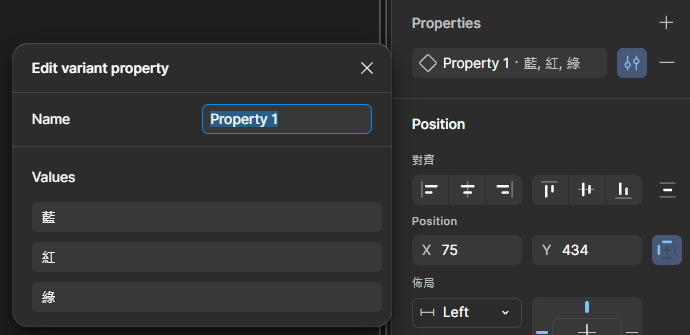 Edit variant property
Name
Property 1
Values
藍
紅
綠
Properties
Property 1 · 藍, 紅, 綠
Position
對齊
Position
X 75
Y 434
佈局
Left